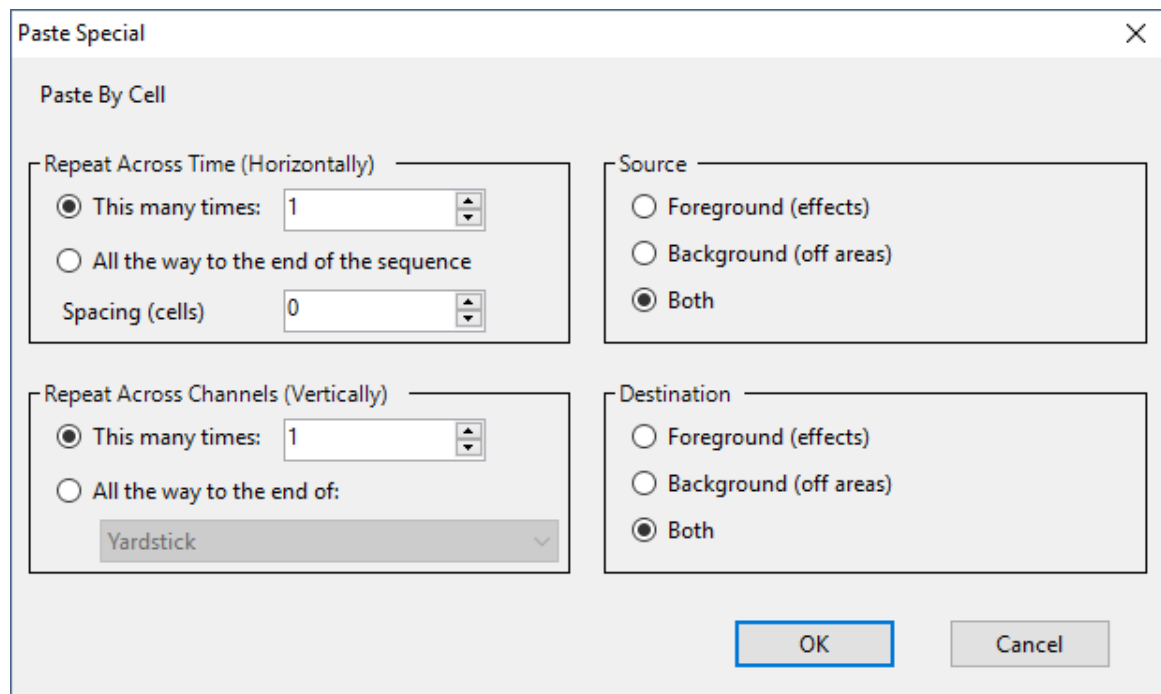 Paste Special
Paste By Cell
Repeat Across Time (Horizontally)
This many times: 1
All the way to the end of the sequence
Spacing (cells) 0
Source
Foreground (effects)
Background (off areas)
Both
Repeat Across Channels (Vertically)
This many times: 1
All the way to the end of:
Yardstick
Destination
Foreground (effects)
Background (off areas)
Both
OK
Cancel